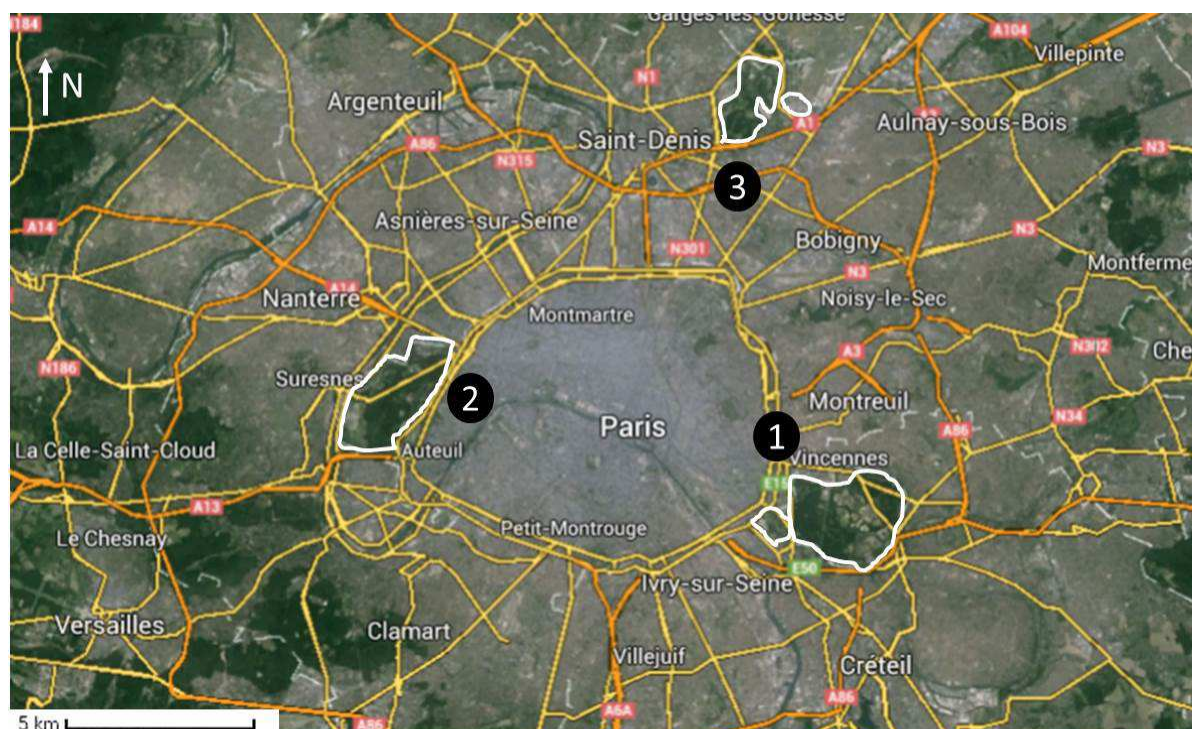 184
Garges-lès-Gonesse
A104
Villepinte
N
N1
Argenteuil
A1
Aulnay-sous-Bois
Saint-Denis
A86
N315
N3
3
Asnières-sur-Seine
A14
N301
Bobigny
N3
N3
Montferme
A14
Nanterre
Noisy-le-Sec
Montmartre
A3
N302
Che
N186
Suresnes
2
Montreuil
N34
Paris
1
A86
La Celle-Saint-Cloud
Auteuil
Vincennes
E15
A13
Petit-Montrouge
Le Chesnay
E50
Ivry-sur-Seine
Versailles
Clamart
Villejuif
Créteil
A86
A6A
5 km
A86